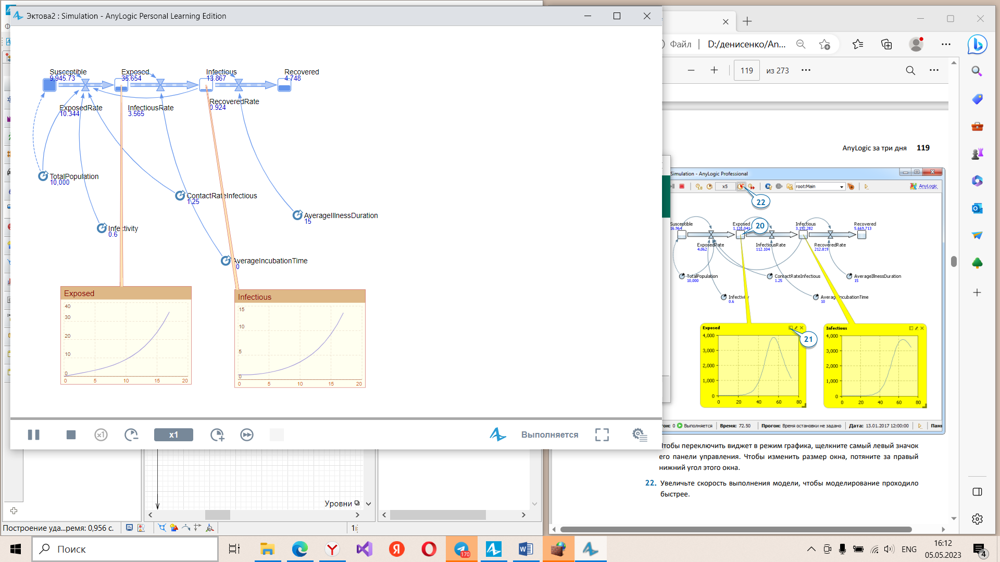 Эктова2 : Simulation - AnyLogic Personal Learning Edition
Susceptible
9,945.73
Exposed
35.654
Infectious
13.867
Recovered
4.748
ExposedRate
10.344
InfectiousRate
3.565
RecoveredRate
0.924
TotalPopulation
10,000
ContactRateInfectious
1.25
AverageIllnessDuration
15
Infectivity
0.6
AverageIncubationTime
Exposed
40
30
20
10
0
0 5 10 15 20
Infectious
15
10
5
0
0 5 10 15 20
x1
x1
Выполняется
Уровни
Построение уда...ремя: 0,956 с.
Файл
D:/денисенко/An...
119 из 273
AnyLogic за три дня 119
Simulation - AnyLogic Professional
x5
root:Main
AnyLogic
22
Susceptible
16.964
Exposed
1,121.041
20
Infectious
3,192.282
Recovered
5,669.713
ExposedRate
4.062
InfectiousRate
112.104
RecoveredRate
212.819
TotalPopulation
10,000
ContactRateInfectious
1.25
AverageIllnessDuration
15
0.6
10
Exposed
21
4,000
3,000
2,000
1,000
0
0 20 40 60 80
Infectious
4,000
3,000
2,000
1,000
0
0 20 40 60 80
0 Выполняется Время: 72.50 Прогон: Время остановки не задано Дата: 13.01.2017 12:00:00
Чтобы переключить виджет в режим графика, щелкните самый левый значок
его панели управления. Чтобы изменить размер окна, потяните за правый
нижний угол этого окна.
22. Увеличьте скорость выполнения модели, чтобы моделирование проходило
быстрее.
Поиск
170
ENG
16:12
05.05.2023
4